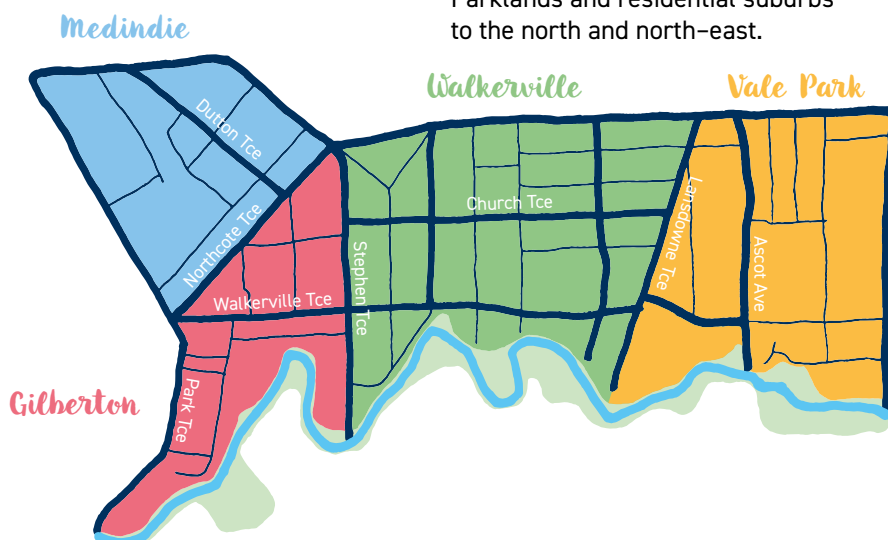 Parklands and residential suburbs
to the north and north-east.
Medindie
Walkerville
Vale Park
Dutton Tce
Northcote Tce
Church Tce
Lansdowne Tce
Stephen Tce
Ascot Ave
Walkerville Tce
Park Tce
Gilberton